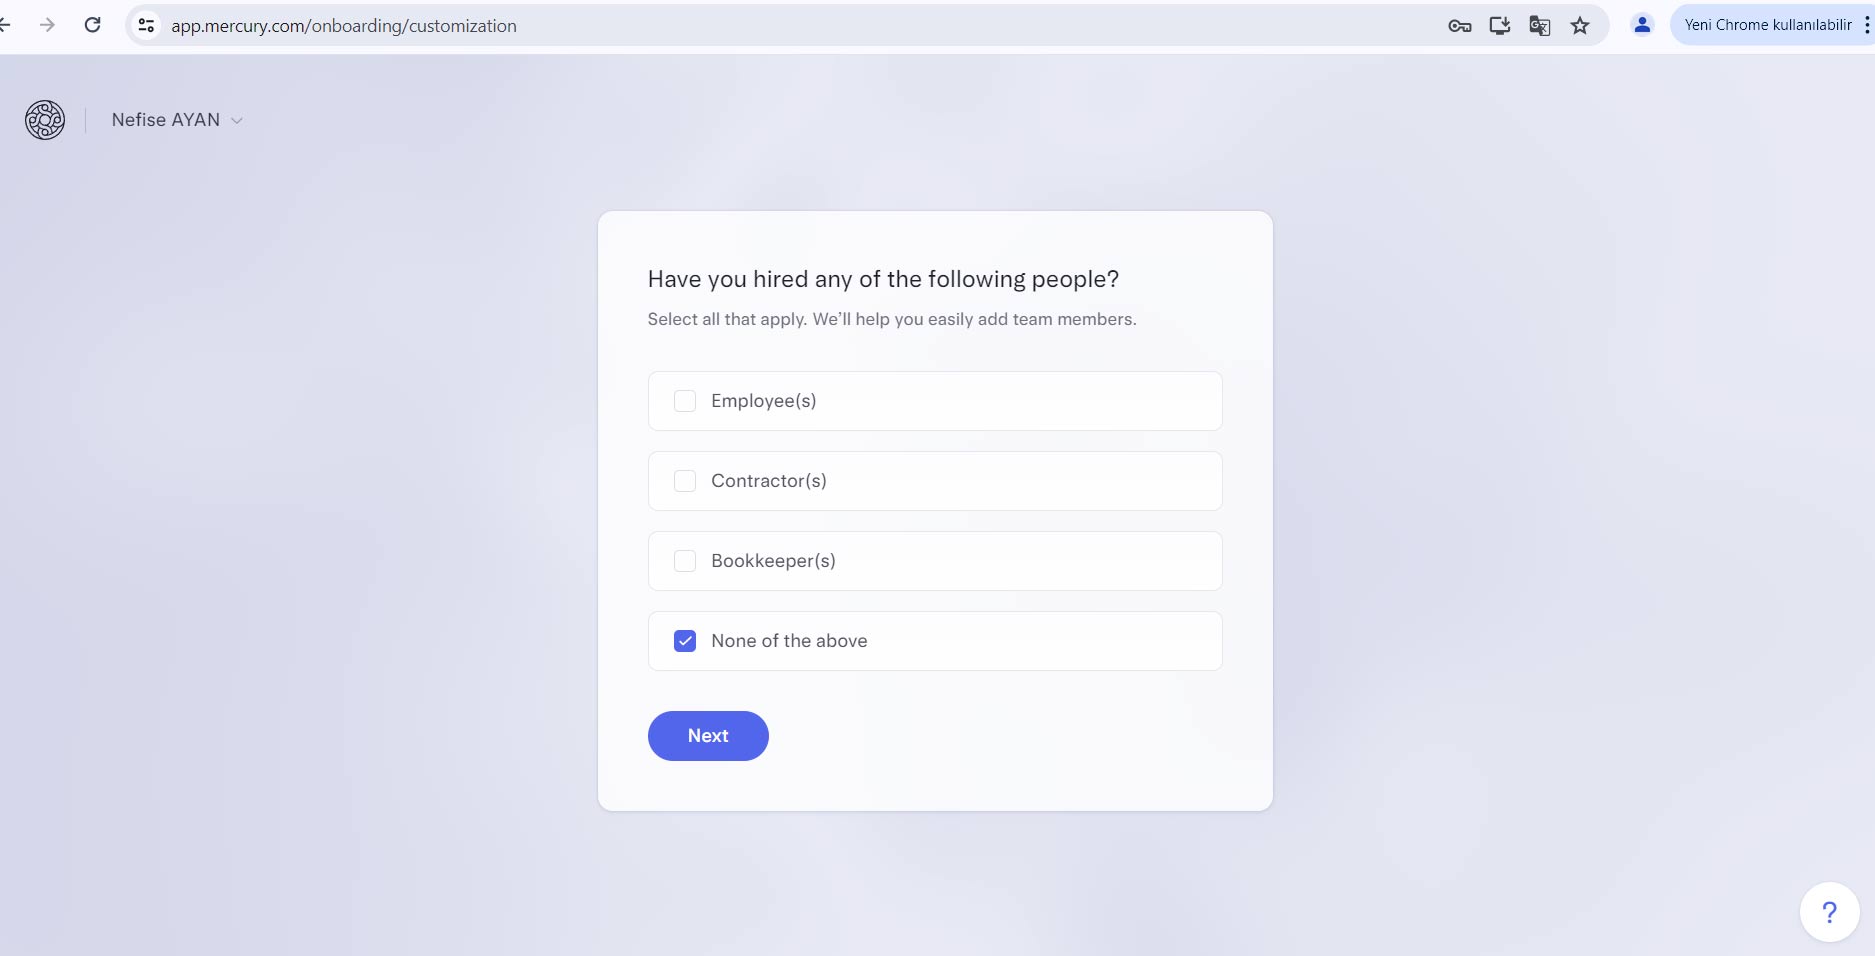 app.mercury.com/onboarding/customization
Yeni Chrome kullanılabilir
Nefise AYAN
Have you hired any of the following people?
Select all that apply. We'll help you easily add team members.
Employee(s)
Contractor(s)
Bookkeeper(s)
None of the above
Next
?